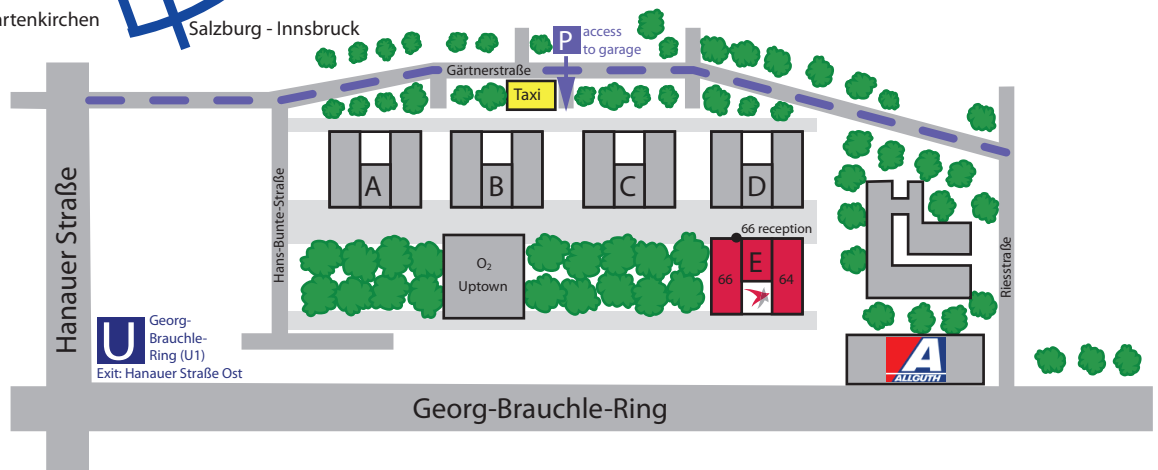 rtenkirchen
Salzburg - Innsbruck
P
access
to garage
Gärtnerstraße
Taxi
A
B
C
D
Hanauer Straße
Hans-Bunte-Straße
66 reception
O₂
Uptown
66
E
64
Riesstraße
U
Georg-
Brauchle-
Ring (U1)
Exit: Hanauer Straße Ost
A
ALLGUTH
Georg-Brauchle-Ring